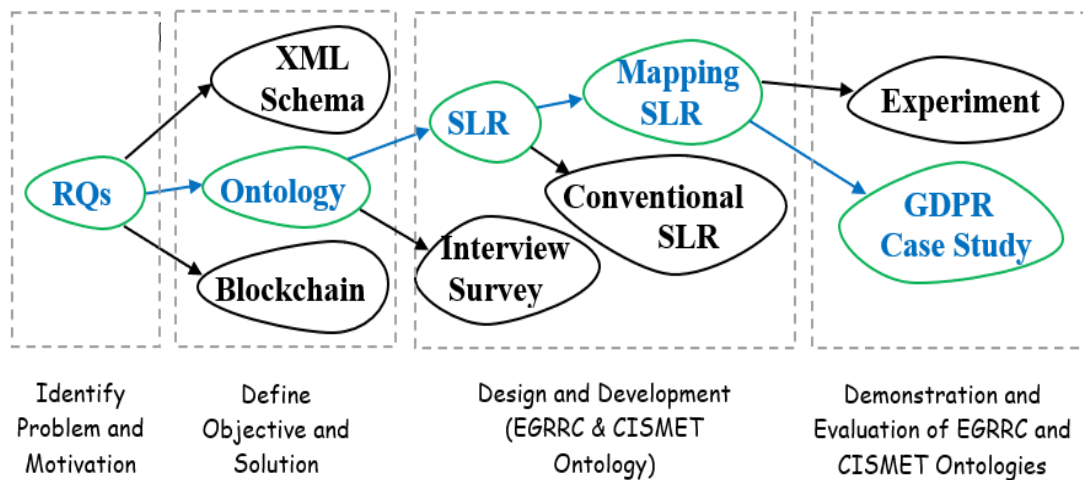 RQs
XML
Schema
Ontology
Blockchain
SLR
Interview
Survey
Mapping
SLR
Conventional
SLR
Experiment
GDPR
Case Study
Identify
Problem and
Motivation
Define
Objective and
Solution
Design and Development
(EGRRC & CISMET
Ontology)
Demonstration and
Evaluation of EGRRC and
CISMET Ontologies